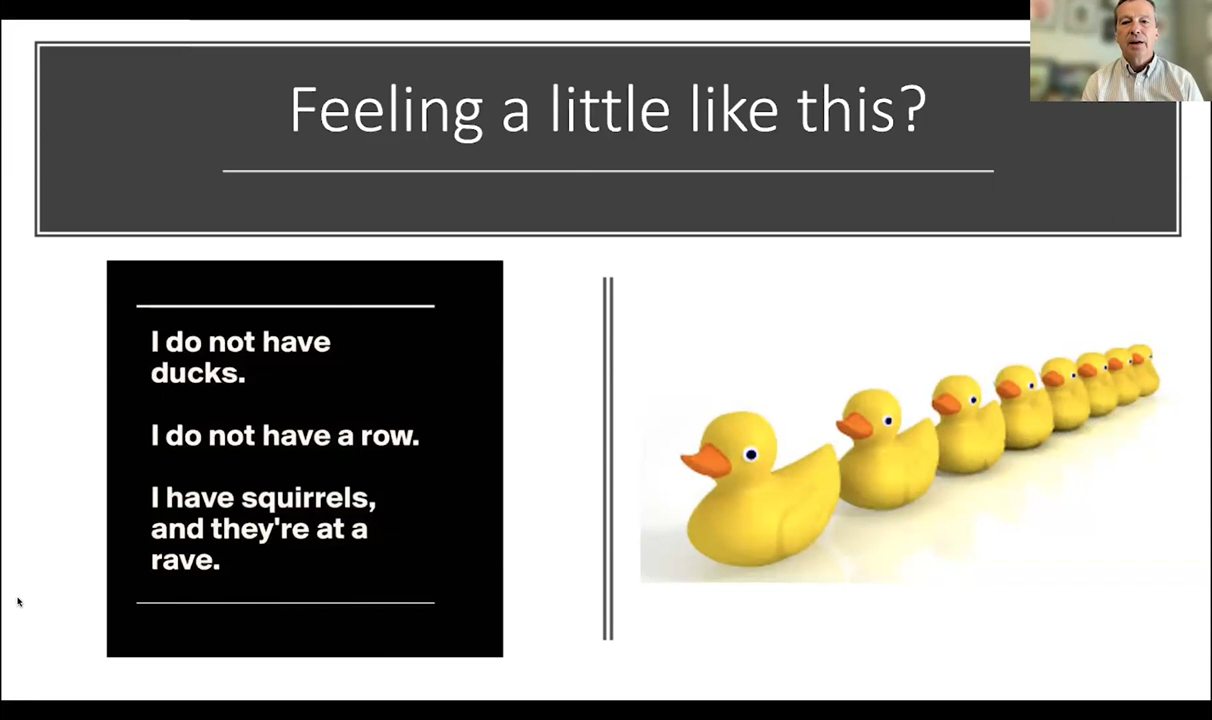 Feeling a little like this?
I do not have
ducks.
I do not have a row.
I have squirrels,
and they're at a
rave.